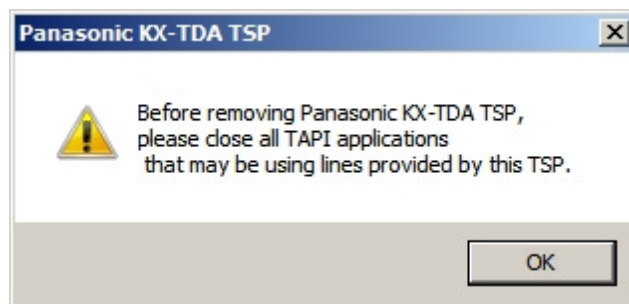 Panasonic KX-TDA TSP
Before removing Panasonic KX-TDA TSP,
please close all TAPI applications
that may be using lines provided by this TSP.
OK